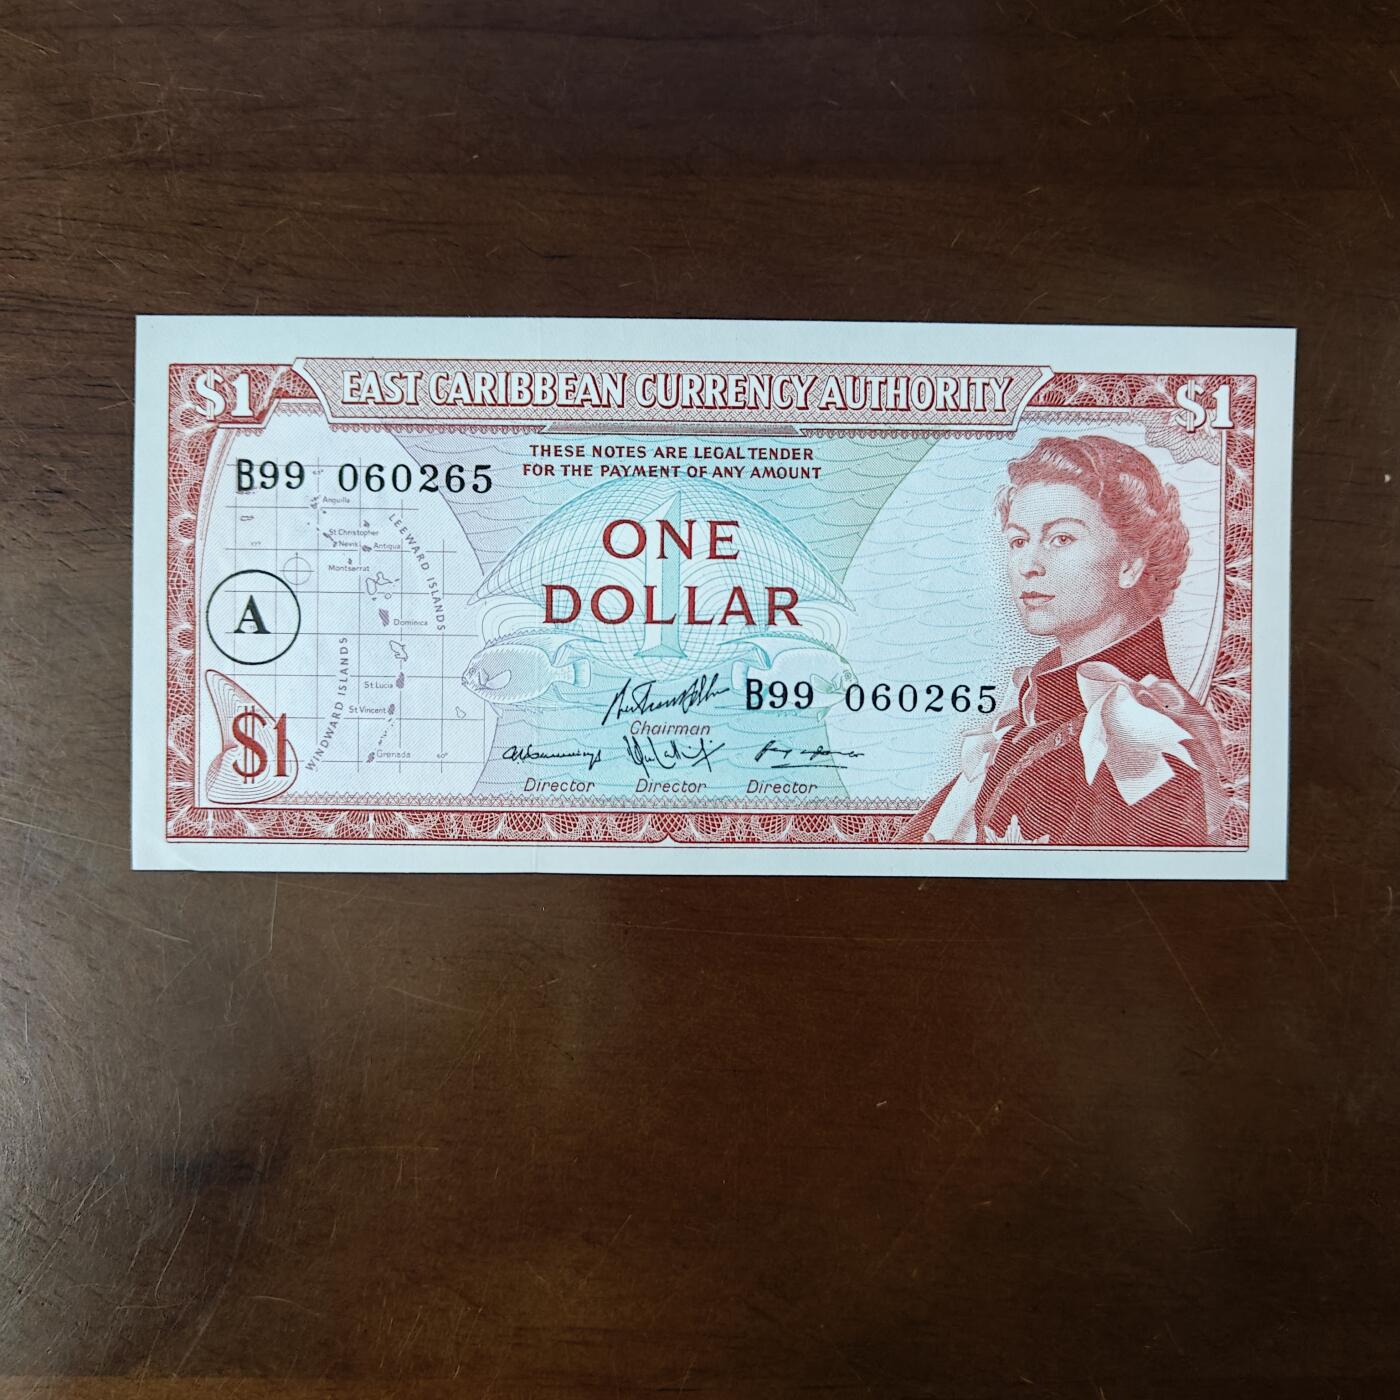 $1 EAST CARIBBEAN CURRENCY AUTHORITY $1
THESE NOTES ARE LEGAL TENDER
FOR THE PAYMENT OF ANY AMOUNT
B99 060265
Anguilla
St Christopher
Nevis
Antigua
Montserrat
LEEWARD ISLANDS
Dominica
St Lucia
St Vincent
Grenada
WINDWARD ISLANDS
A
$1
1
ONE
DOLLAR
B99 060265
Chairman
Director Director Director